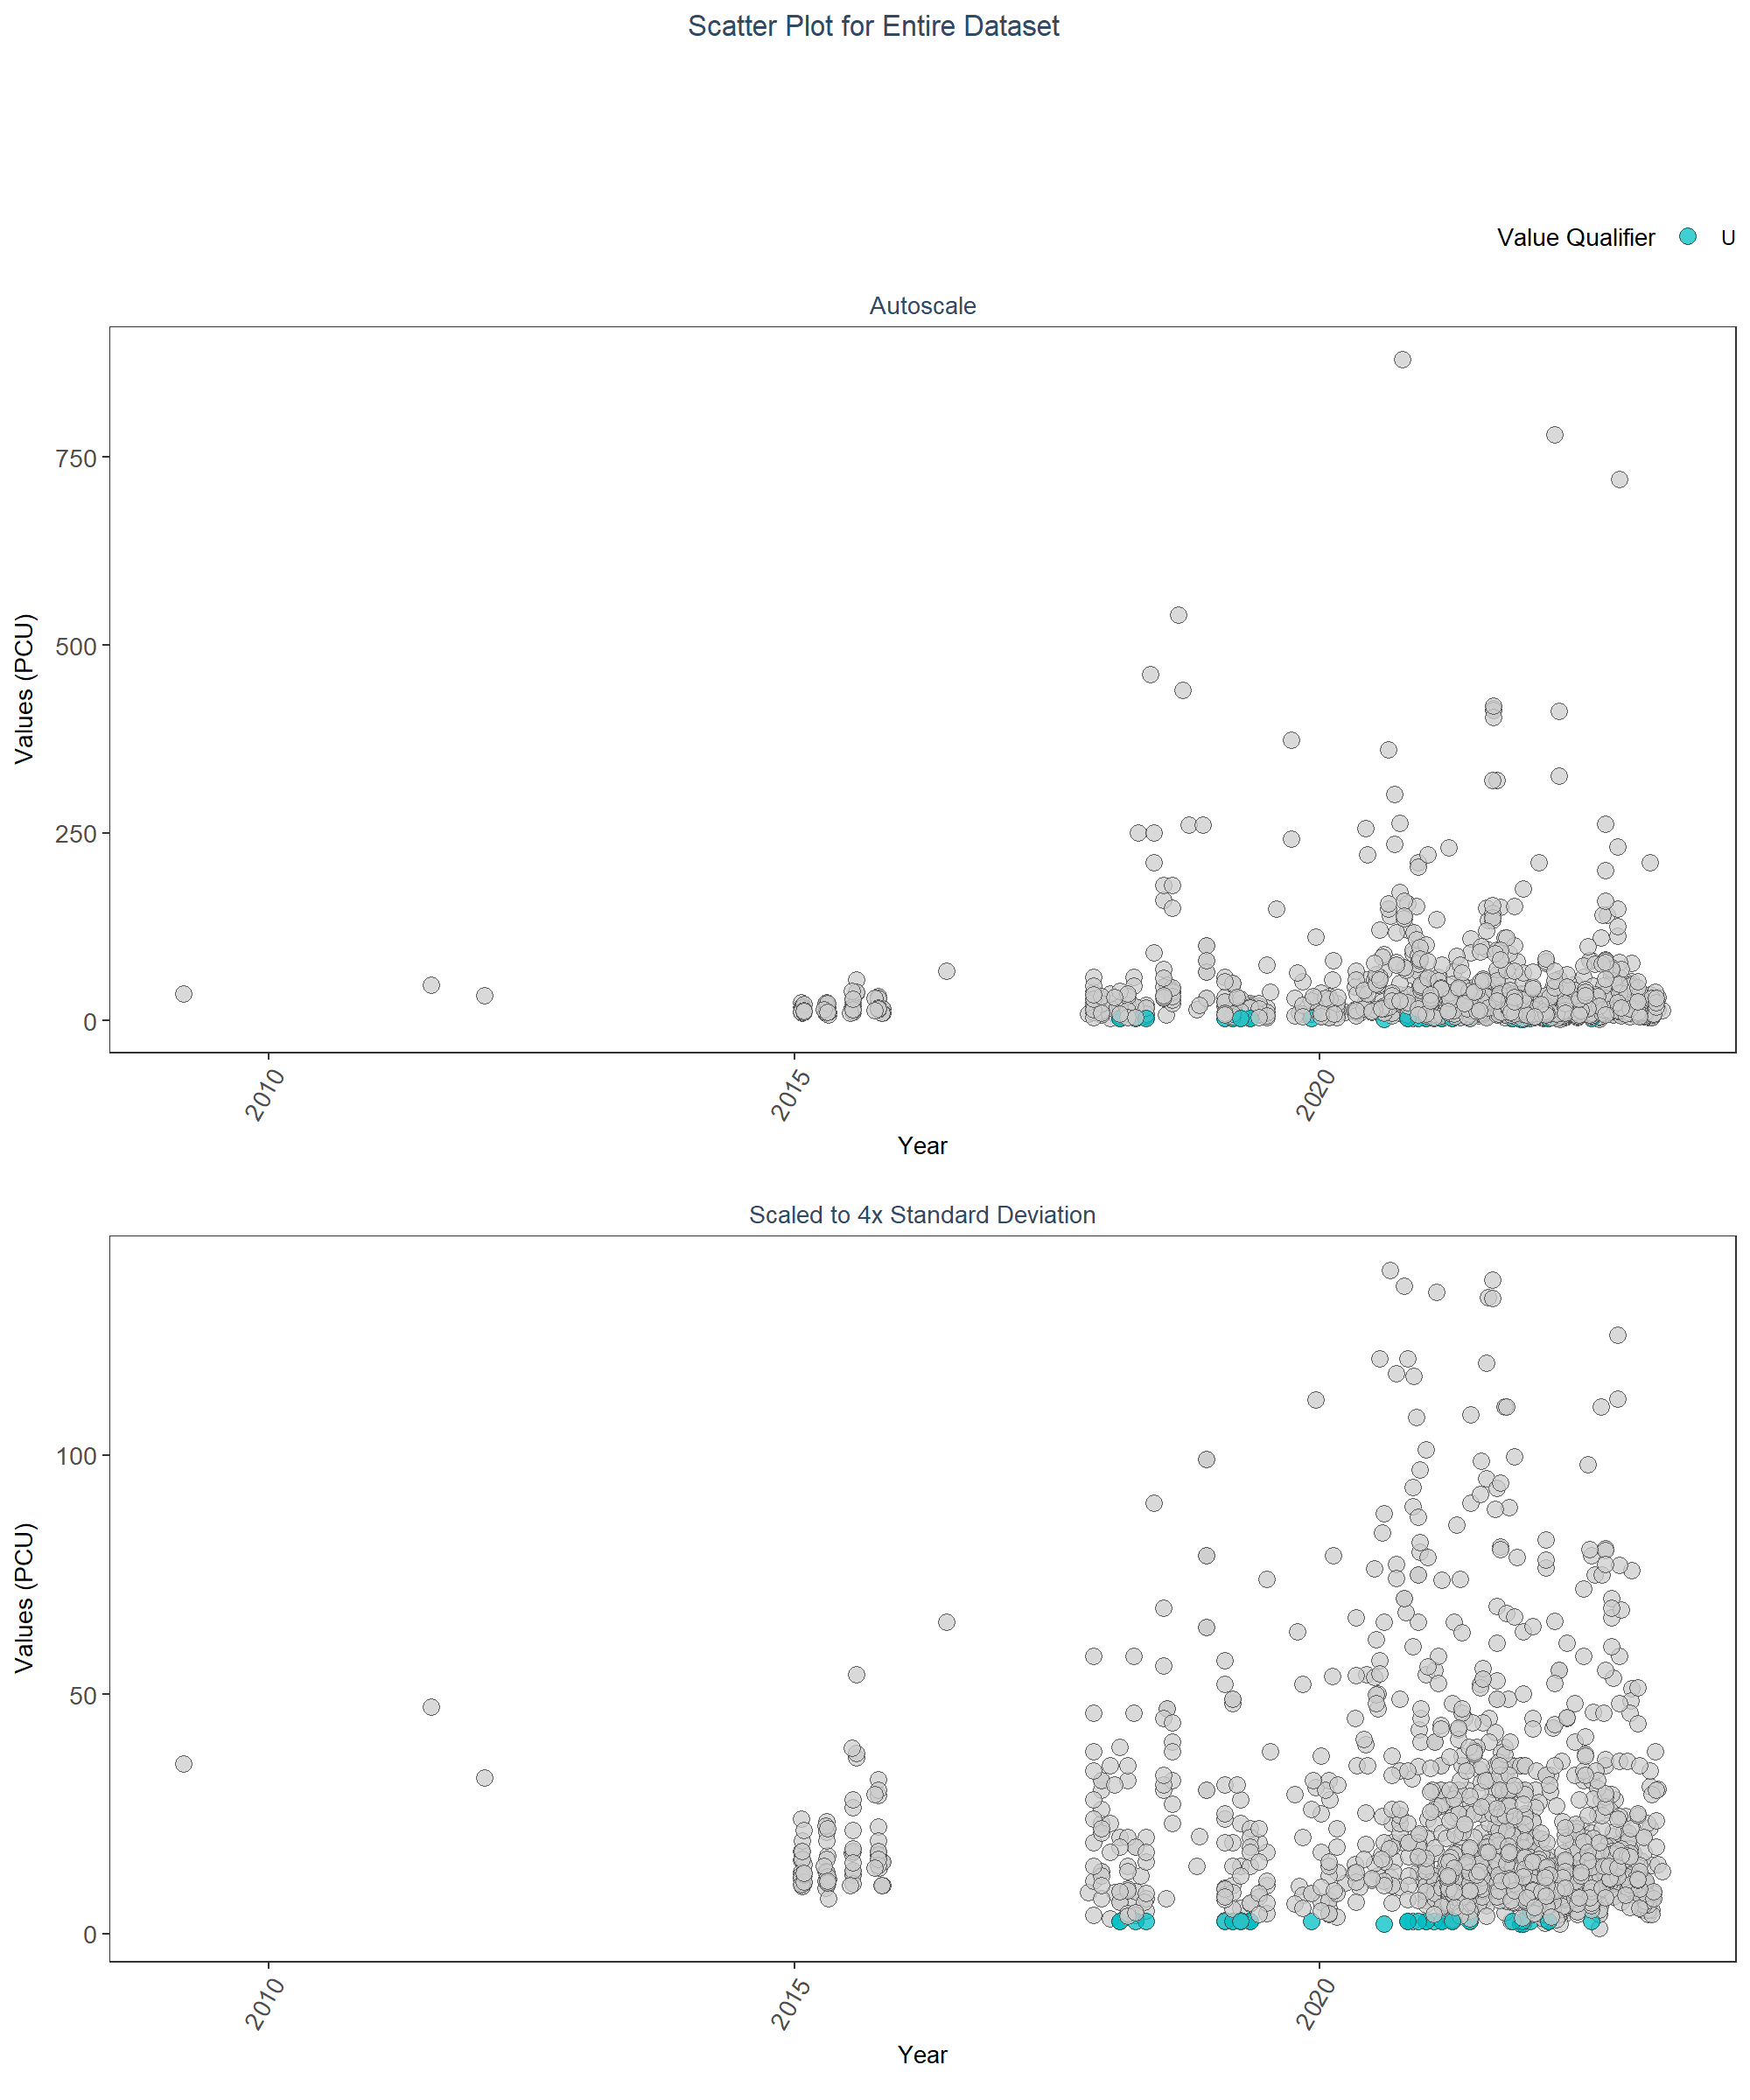 Scatter Plot for Entire Dataset
Value Qualifier U
Autoscale
Values (PCU)
750
500
250
0
2010 2015 2020
Year
Scaled to 4x Standard Deviation
Values (PCU)
100
50
0
2010 2015 2020
Year